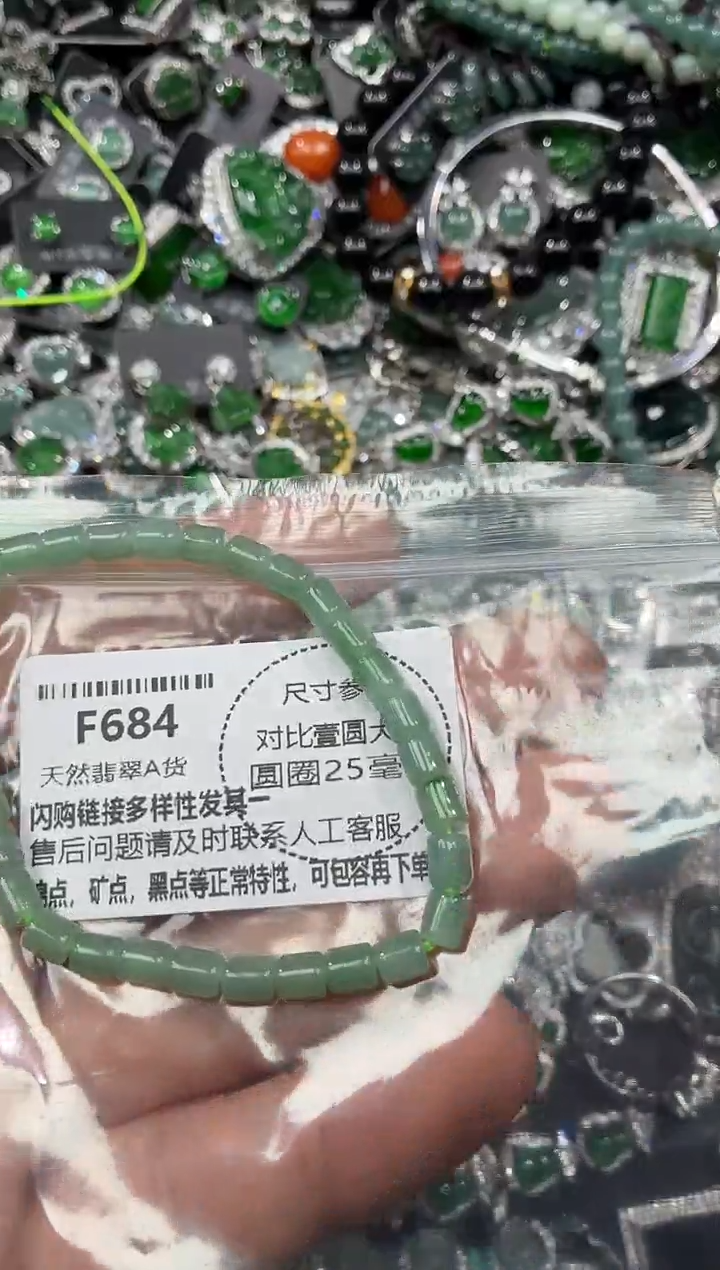 F684
天然翡翠A货
尺寸参
对比壹圆大
圆圈25毫
闪购链接多样性发其一
售后问题请及时联系人工客服
点，矿点，黑点等正常特性，可包容再下单